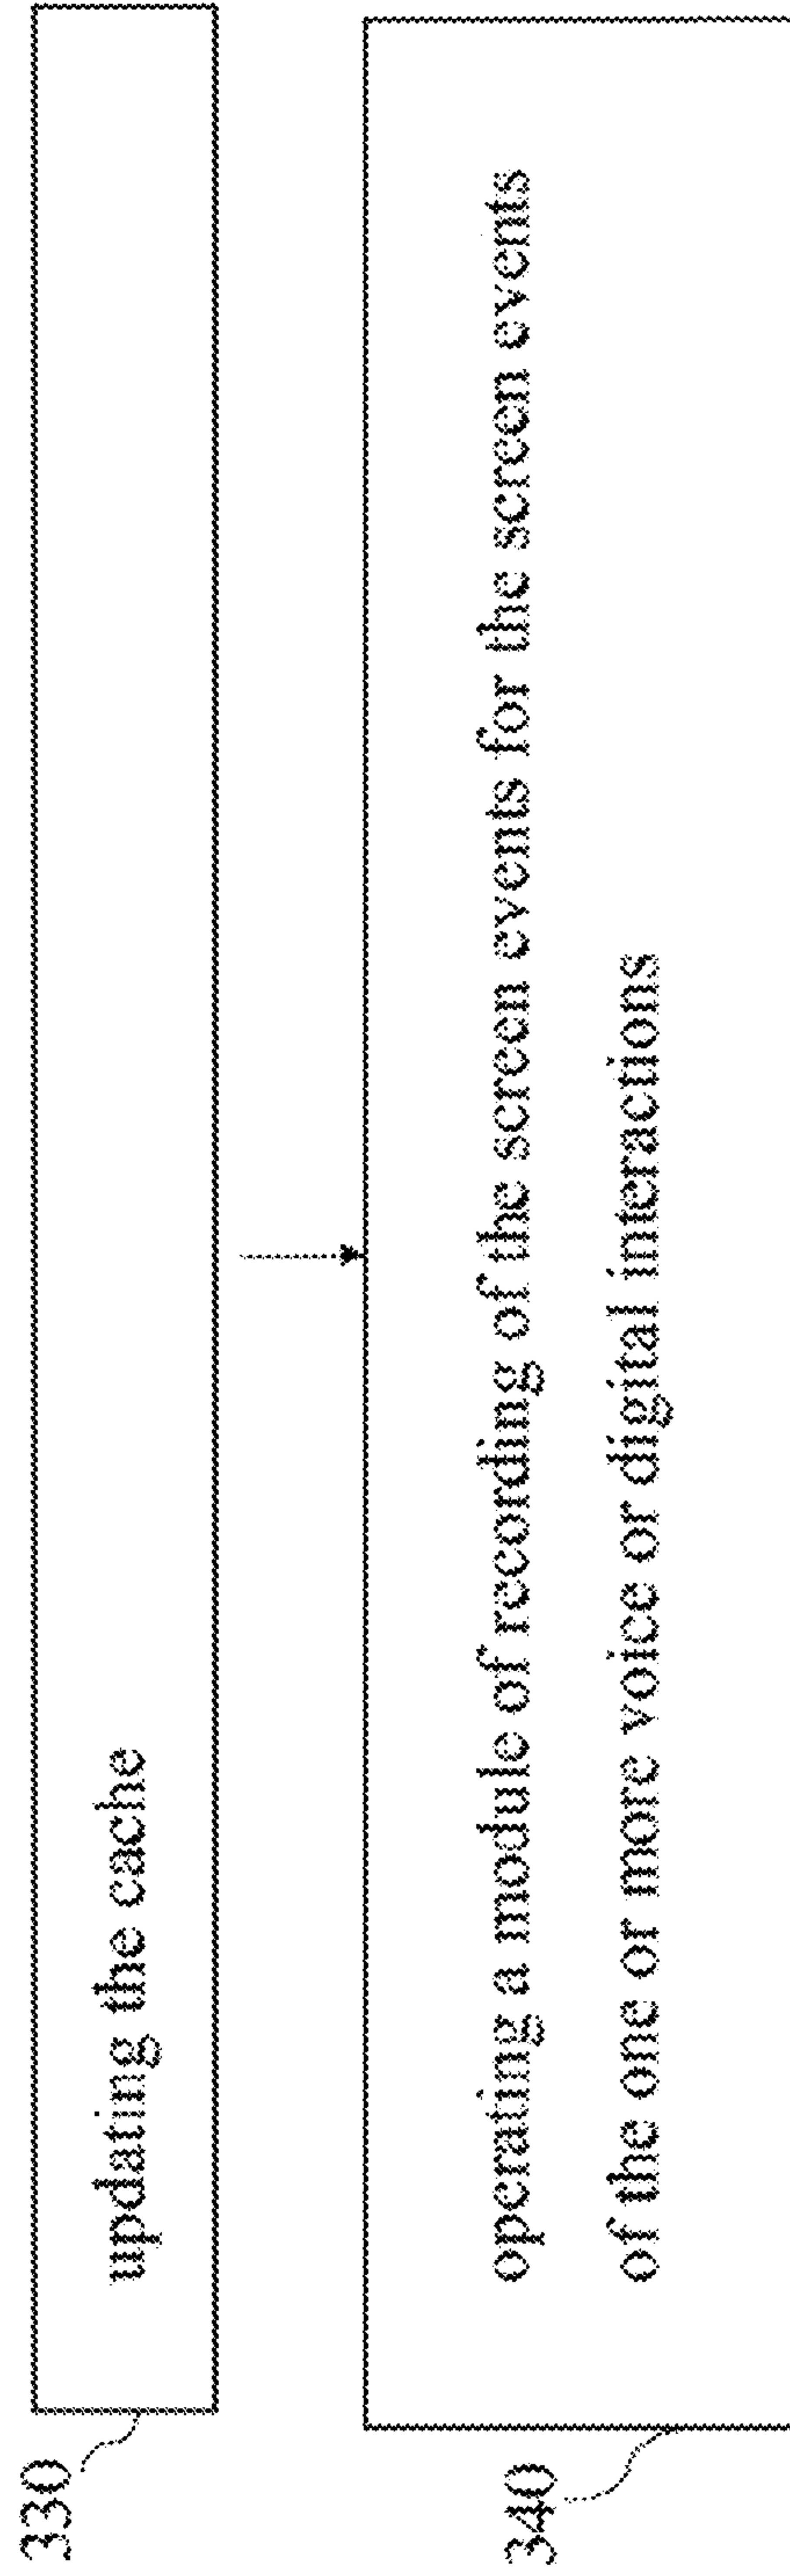 330
updating the cache
340
operating a module of recording of the screen events for the screen events
of the one or more voice or digital interactions